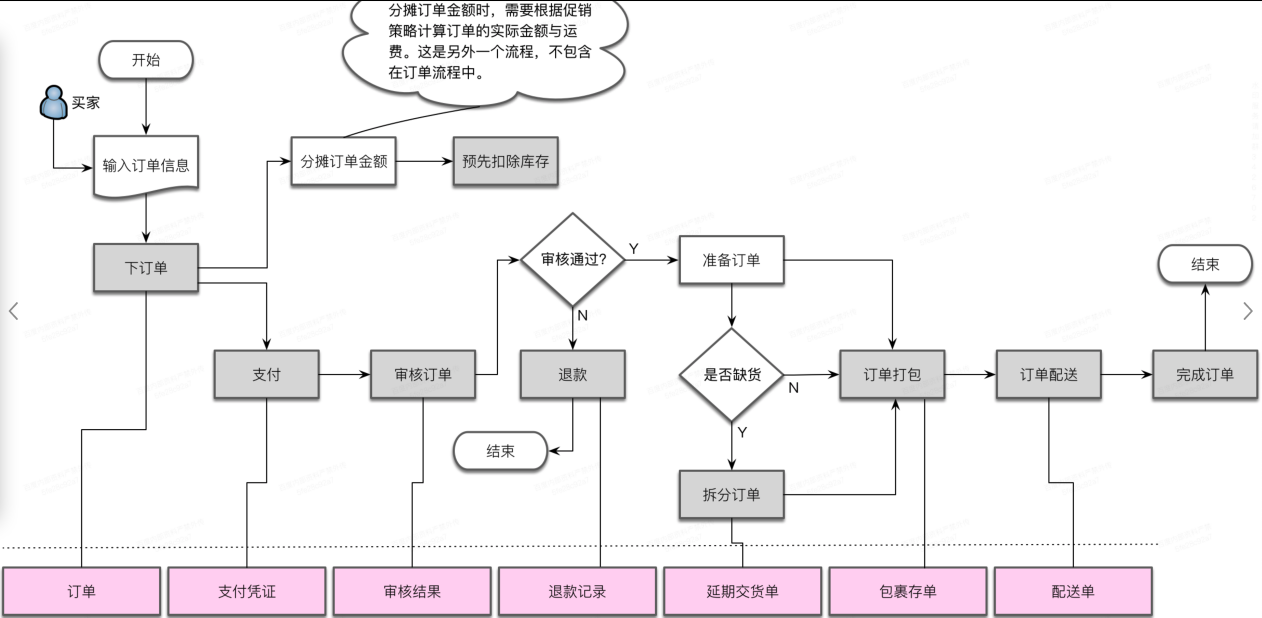 分摊订单金额时，需要根据促销
策略计算订单的实际金额与运
费。这是另外一个流程，不包含
在订单流程中。
开始
买家
输入订单信息
分摊订单金额
预先扣除库存
下订单
审核通过?
Y
准备订单
结束
N
支付
审核订单
退款
是否缺货
N
订单打包
订单配送
完成订单
结束
Y
拆分订单
订单
支付凭证
审核结果
退款记录
延期交货单
包裹存单
配送单